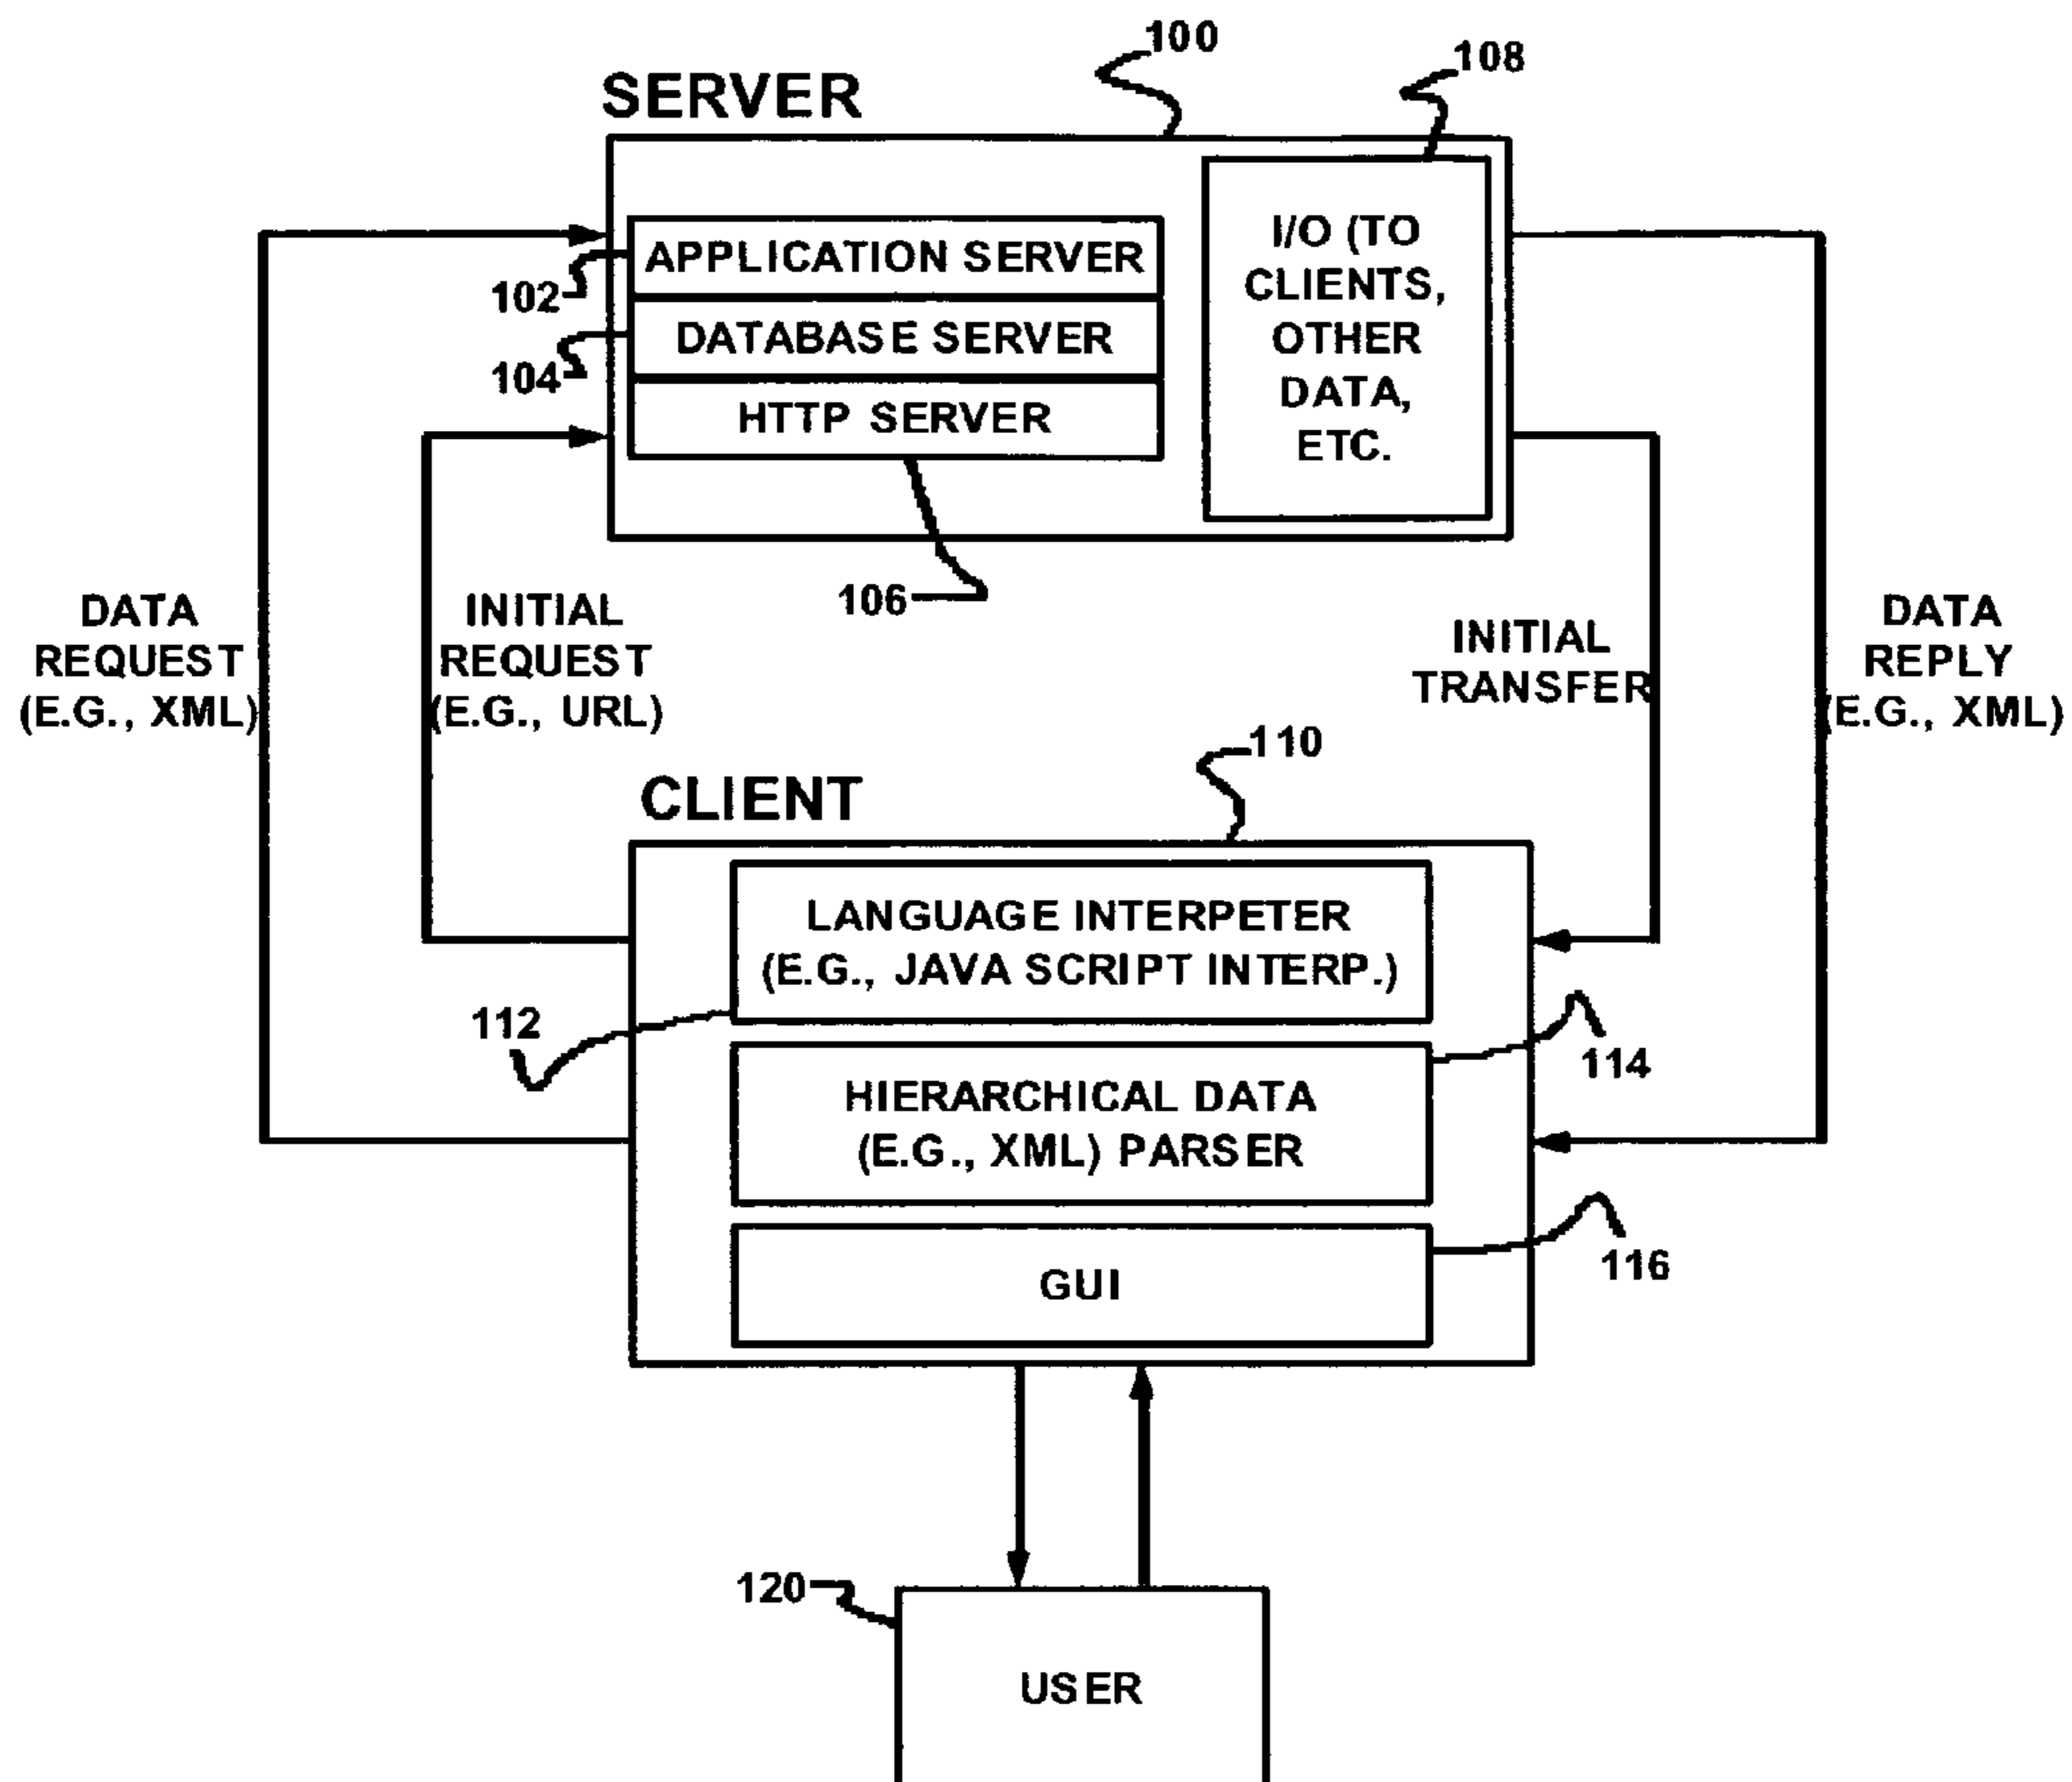 100
108
SERVER
APPLICATION SERVER
102
DATABASE SERVER
104
HTTP SERVER
106
I/O (TO
CLIENTS,
OTHER
DATA,
ETC.
DATA
REQUEST
(E.G., XML)
INITIAL
REQUEST
(E.G., URL)
INITIAL
TRANSFER
DATA
REPLY
(E.G., XML)
110
CLIENT
LANGUAGE INTERPETER
(E.G., JAVA SCRIPT INTERP.)
112
114
HIERARCHICAL DATA
(E.G., XML) PARSER
116
GUI
120
USER